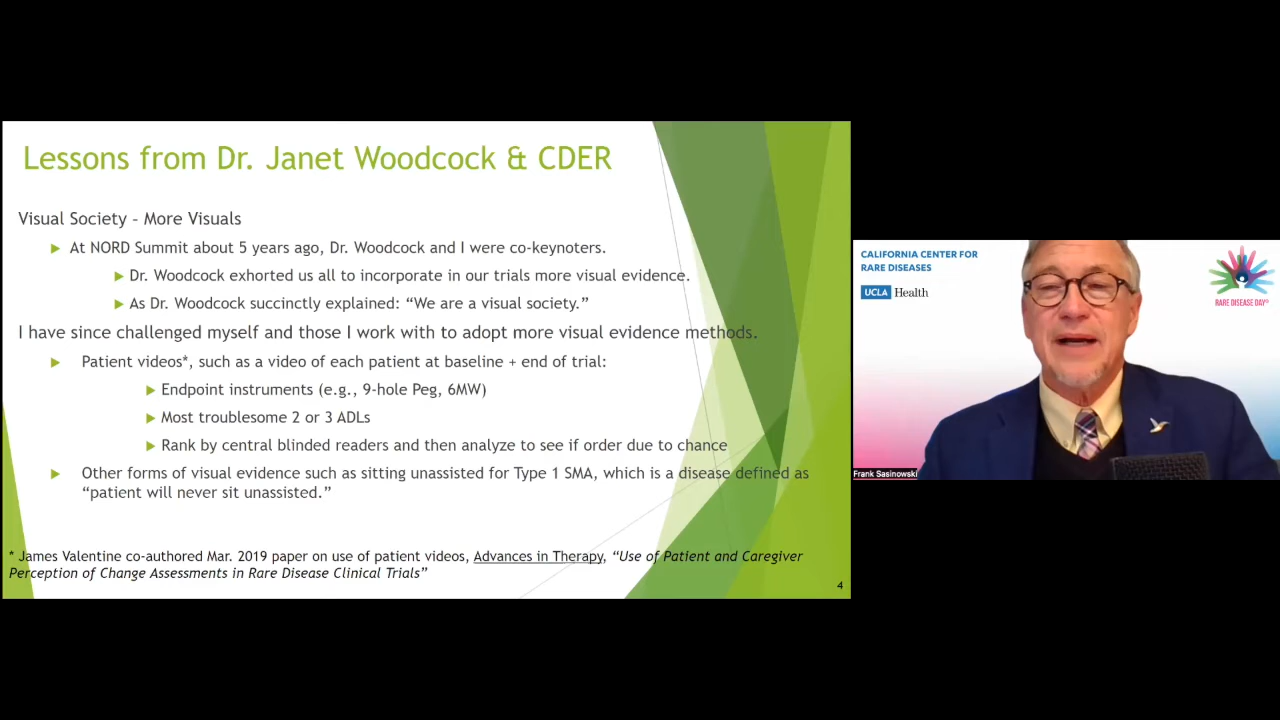 Lessons from Dr. Janet Woodcock & CDER
Visual Society – More Visuals
At NORD Summit about 5 years ago, Dr. Woodcock and I were co-keynoters.
Dr. Woodcock exhorted us all to incorporate in our trials more visual evidence.
As Dr. Woodcock succinctly explained: “We are a visual society.”
I have since challenged myself and those I work with to adopt more visual evidence methods.
Patient videos*, such as a video of each patient at baseline + end of trial:
Endpoint instruments (e.g., 9-hole Peg, 6MW)
Most troublesome 2 or 3 ADLs
Rank by central blinded readers and then analyze to see if order due to chance
Other forms of visual evidence such as sitting unassisted for Type 1 SMA, which is a disease defined as
“patient will never sit unassisted.”
* James Valentine co-authored Mar. 2019 paper on use of patient videos, Advances in Therapy, “Use of Patient and Caregiver
Perception of Change Assessments in Rare Disease Clinical Trials”
4
CALIFORNIA CENTER FOR
RARE DISEASES
UCLA Health
RARE DISEASE DAY®
Frank Sasinowski